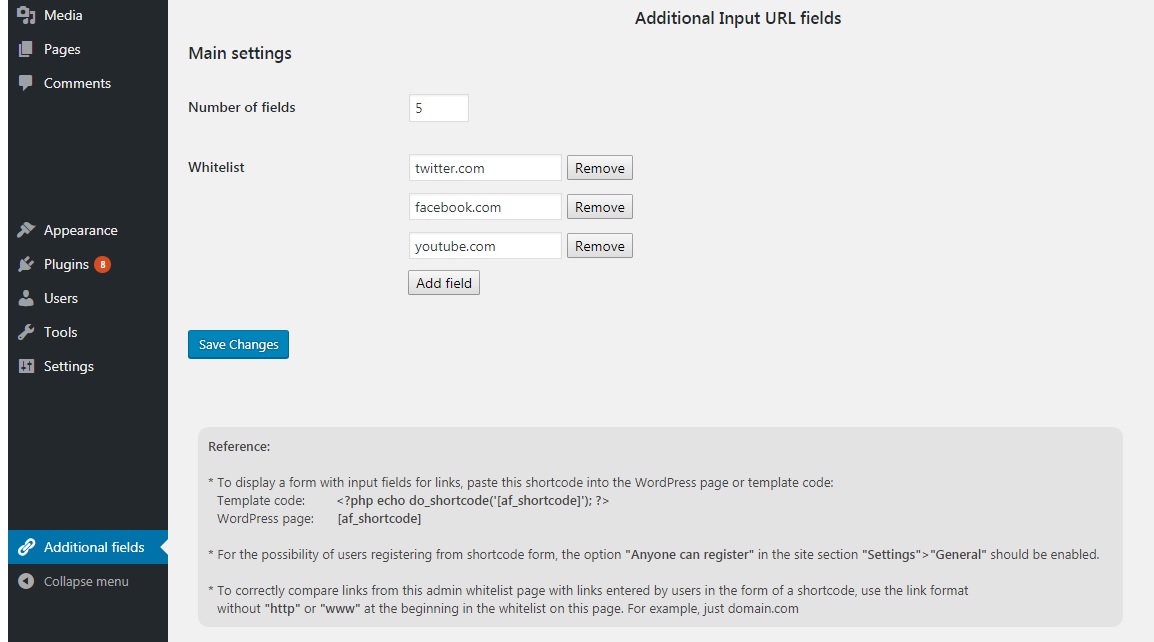 Media
Pages
Comments
Appearance
Plugins 8
Users
Tools
Settings
Additional fields
Collapse menu
Additional Input URL fields
Main settings
Number of fields 5
Whitelist twitter.com Remove
facebook.com Remove
youtube.com Remove
Add field
Save Changes
Reference:
* To display a form with input fields for links, paste this shortcode into the WordPress page or template code:
Template code: <?php echo do_shortcode('[af_shortcode]'); ?>
WordPress page: [af_shortcode]
* For the possibility of users registering from shortcode form, the option "Anyone can register" in the site section "Settings">"General" should be enabled.
* To correctly compare links from this admin whitelist page with links entered by users in the form of a shortcode, use the link format
without "http" or "www" at the beginning in the whitelist on this page. For example, just domain.com